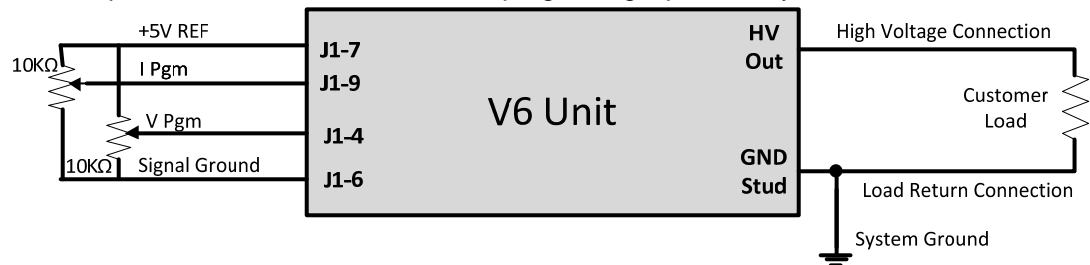 +5V REF
10KΩ
I Pgm
V Pgm
10KΩ
Signal Ground
J1-7
J1-9
J1-4
J1-6
V6 Unit
HV
Out
GND
Stud
High Voltage Connection
Customer
Load
Load Return Connection
System Ground